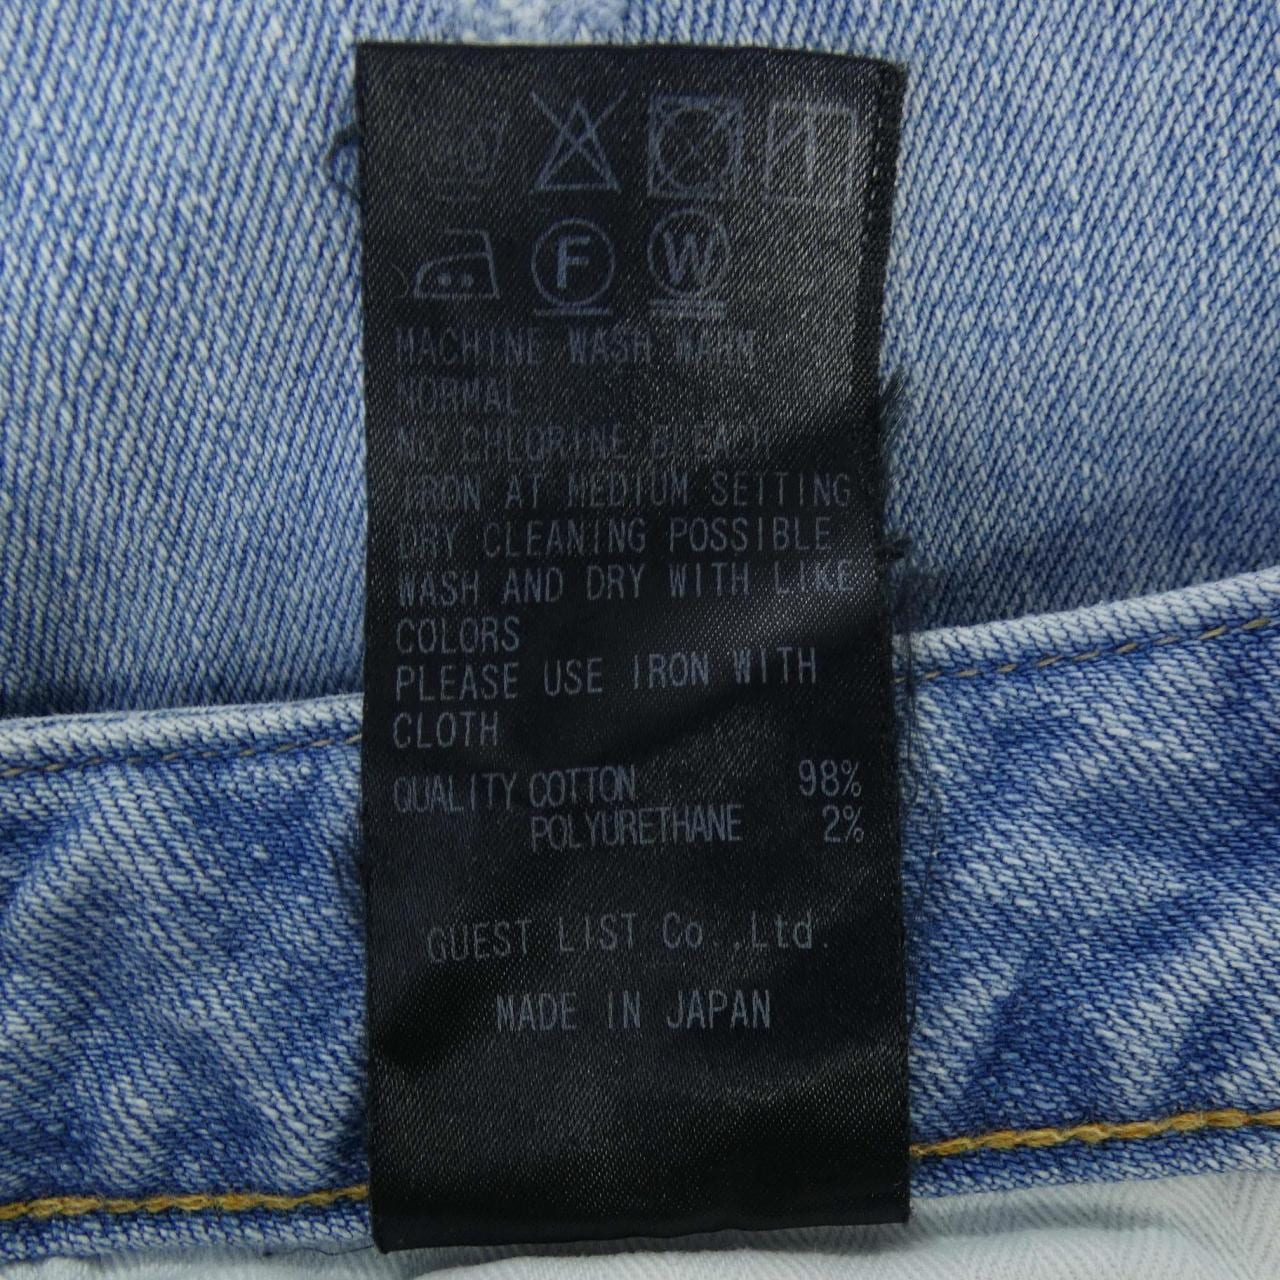 F W
MACHINE WASH WARM
NORMAL
NO CHLORINE BLEACH
IRON AT MEDIUM SETTING
DRY CLEANING POSSIBLE
WASH AND DRY WITH LIKE
COLORS
PLEASE USE IRON WITH
CLOTH
QUALITY COTTON 98%
POLYURETHANE 2%
GUEST LIST Co.,Ltd.
MADE IN JAPAN